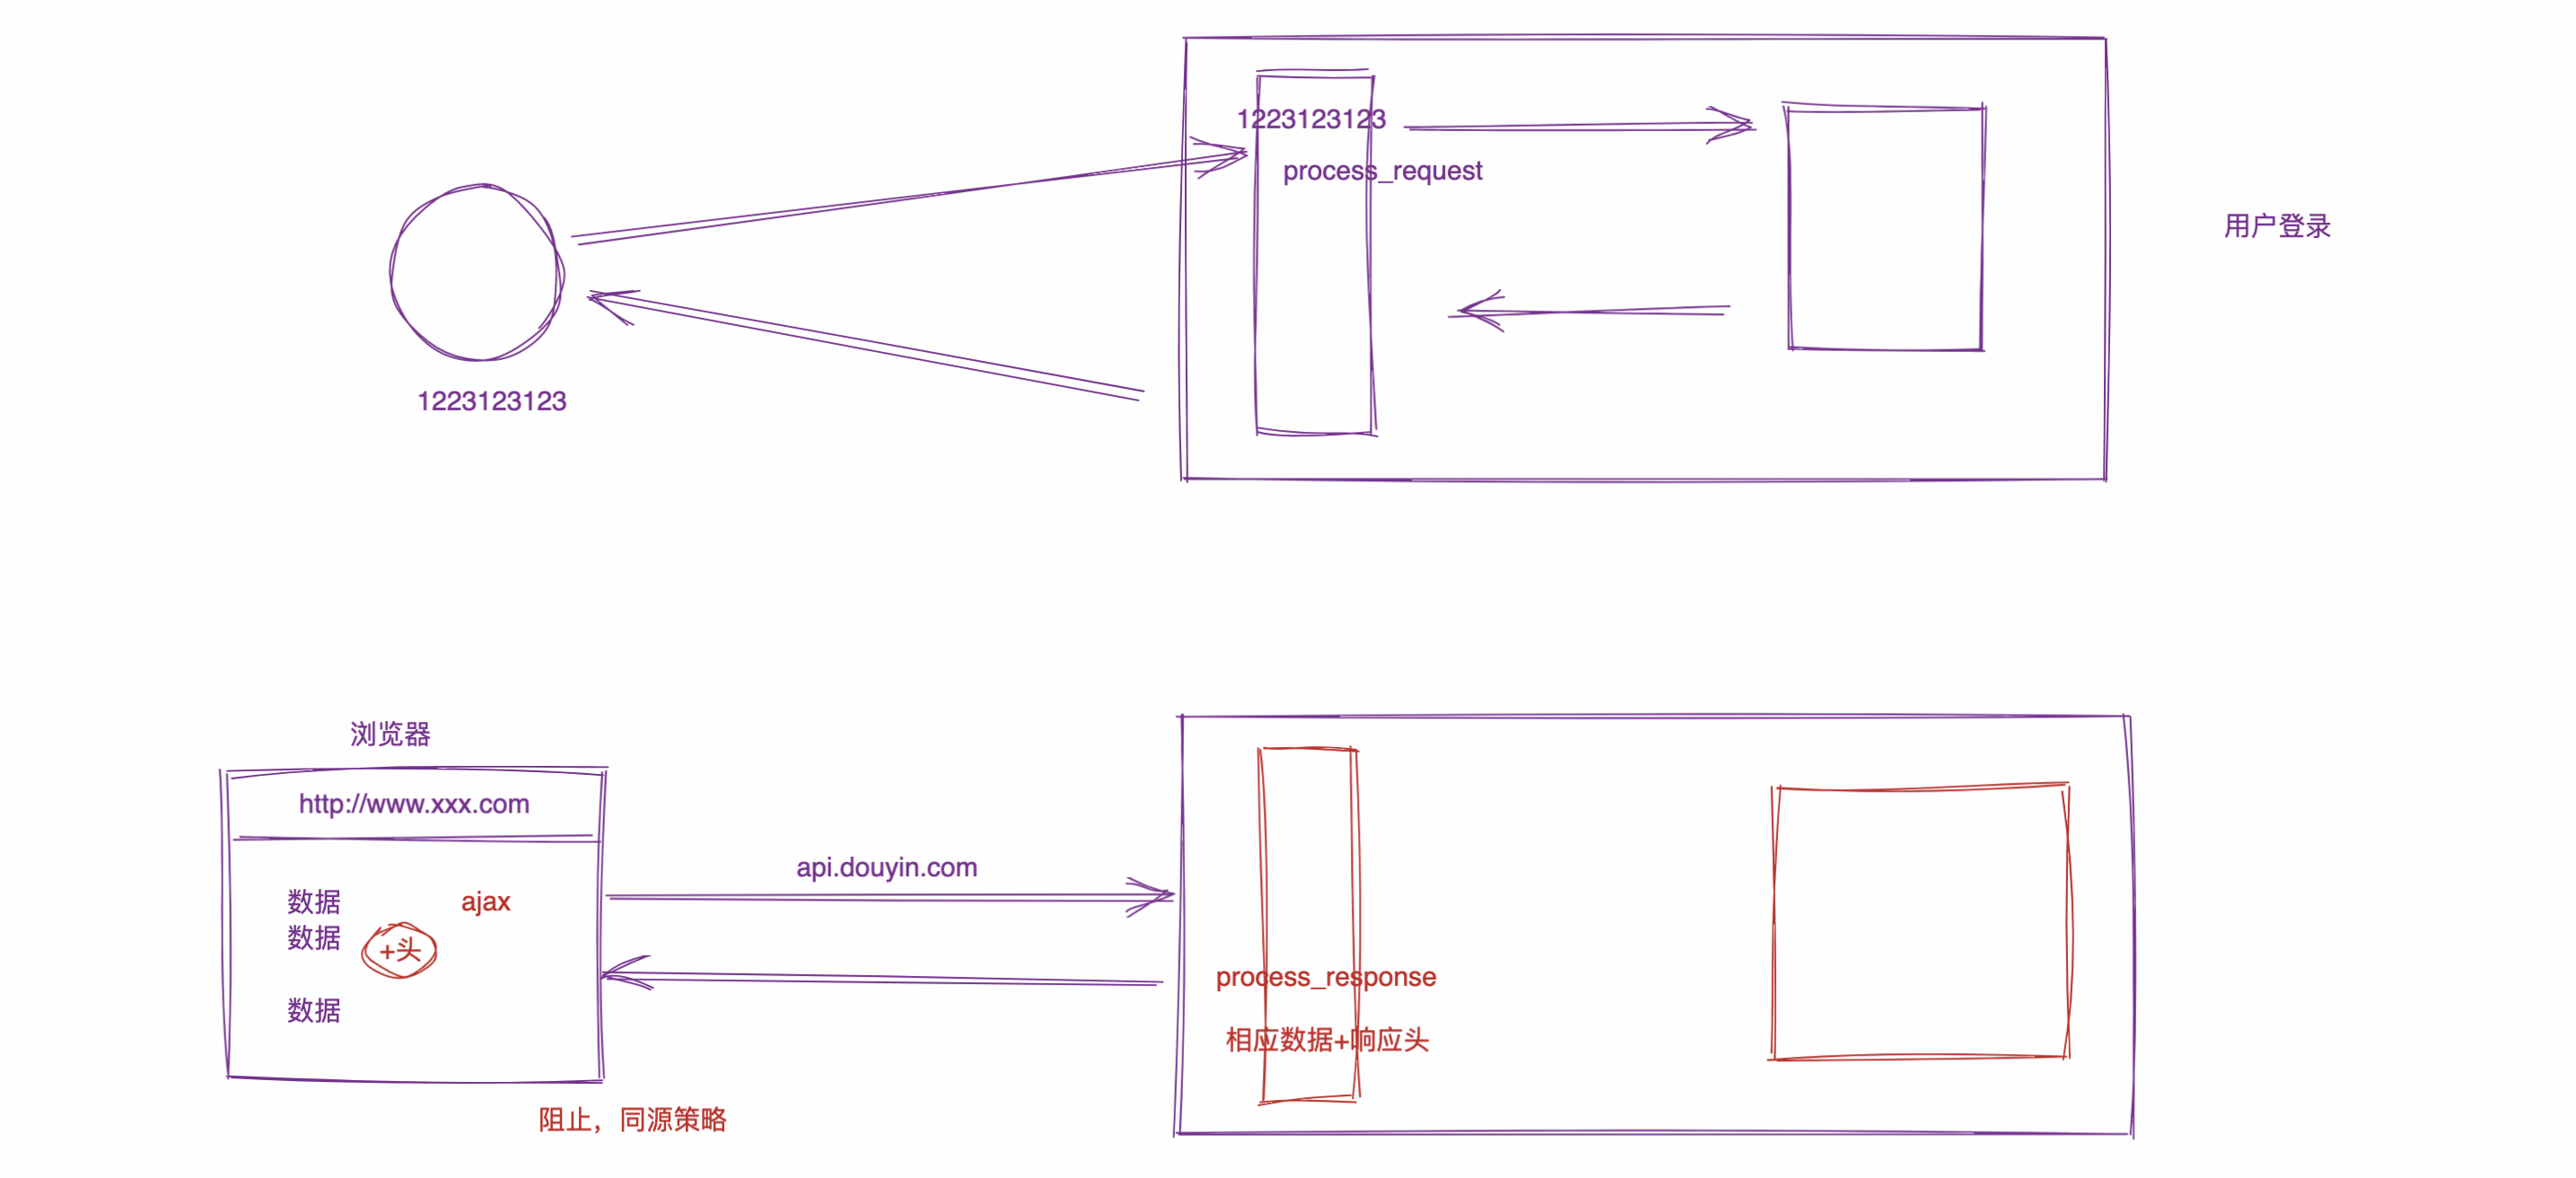 1223123123
process_request
用户登录
1223123123
浏览器
http://www.xxx.com
api.douyin.com
数据
ajax
数据
+头
process_response
数据
相应数据+响应头
阻止，同源策略